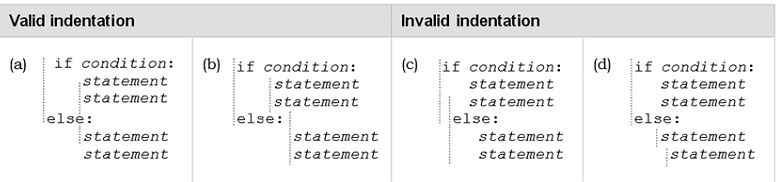 Valid indentation
Invalid indentation
(a)
if condition:
statement
statement
else:
statement
statement
(b)
if condition:
statement
statement
else:
statement
statement
(c)
if condition:
statement
statement
else:
statement
statement
(d)
if condition:
statement
statement
else:
statement
statement